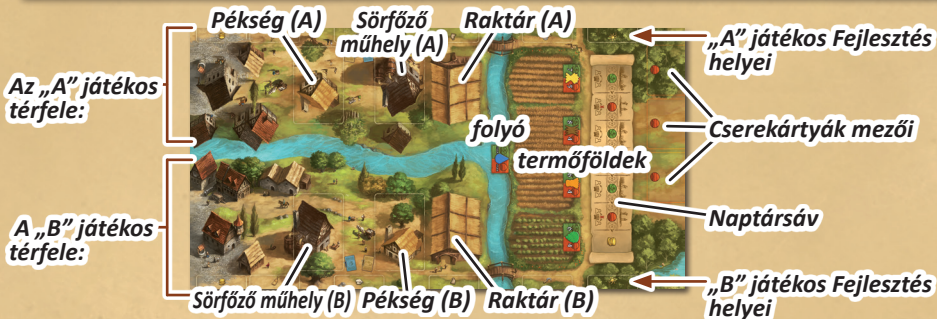 Pékség (A)
Sörfőző
műhely (A)
Raktár (A)
„A” játékos Fejlesztés
helyei
Az „A” játékos
térfele:
folyó
Cserekártyák mezői
termőföldek
A „B” játékos
térfele:
Naptársáv
Sörfőző műhely (B)
Pékség (B)
Raktár (B)
„B” játékos Fejlesztés
helyei